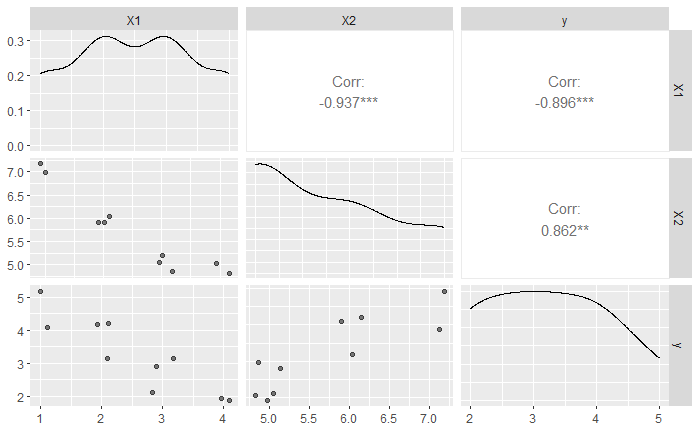 X1 X2 y
0.3
0.2
0.1
0.0
Corr:
-0.937***
Corr:
-0.896***
X1
7.0
6.5
6.0
5.5
5.0
Corr:
0.862**
X2
5
4
3
2
y
1 2 3 4 5.0 5.5 6.0 6.5 7.0 2 3 4 5